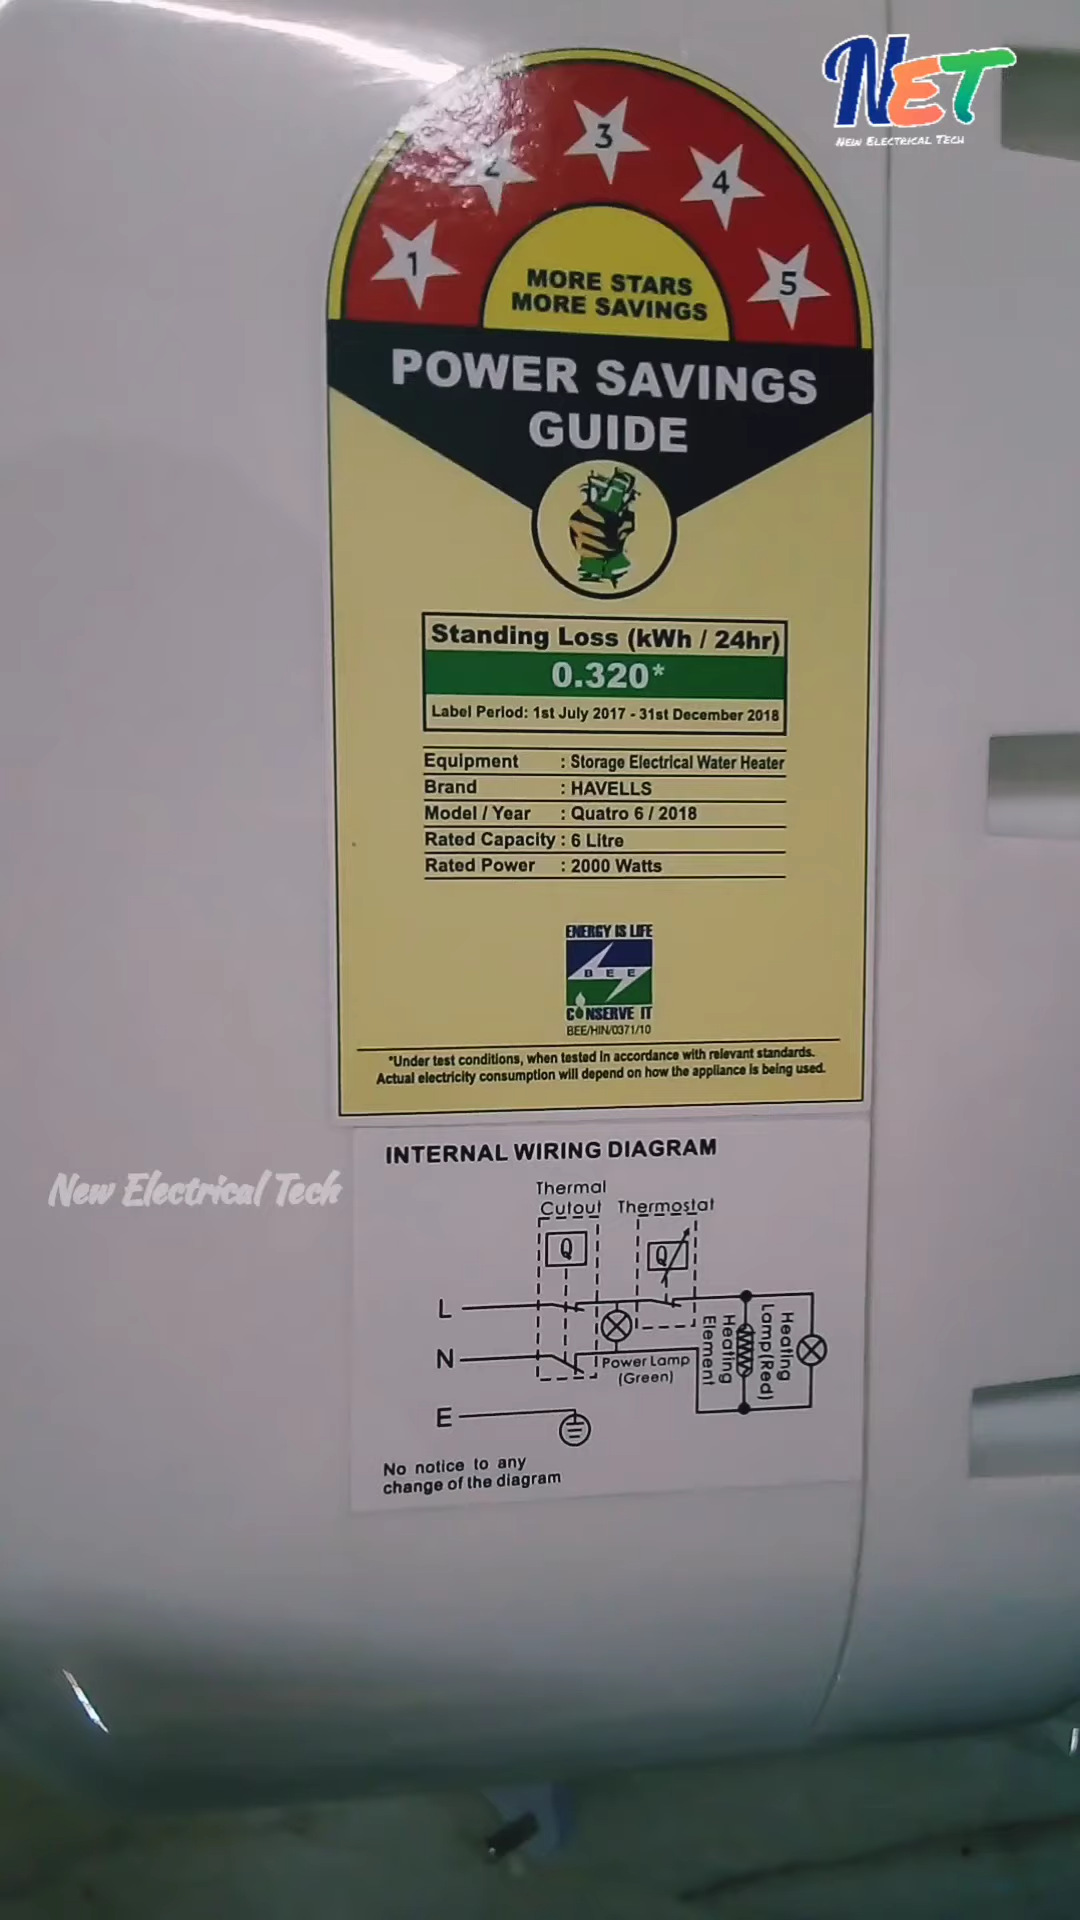 NET
New Electrical Tech
1
2
3
4
5
MORE STARS
MORE SAVINGS
POWER SAVINGS
GUIDE
Standing Loss (kWh / 24hr)
0.320*
Label Period: 1st July 2017 - 31st December 2018
Equipment : Storage Electrical Water Heater
Brand : HAVELLS
Model / Year : Quatro 6 / 2018
Rated Capacity : 6 Litre
Rated Power : 2000 Watts
ENERGY IS LIFE
BEE
CONSERVE IT
BEE/HIN/0371/10
*Under test conditions, when tested in accordance with relevant standards.
Actual electricity consumption will depend on how the appliance is being used.
INTERNAL WIRING DIAGRAM
New Electrical Tech
Thermal
Cutout
Thermostat
Q
Q
L
N
E
Power Lamp
(Green)
Heating
Element
Heating
Lamp(Red)
No notice to any
change of the diagram